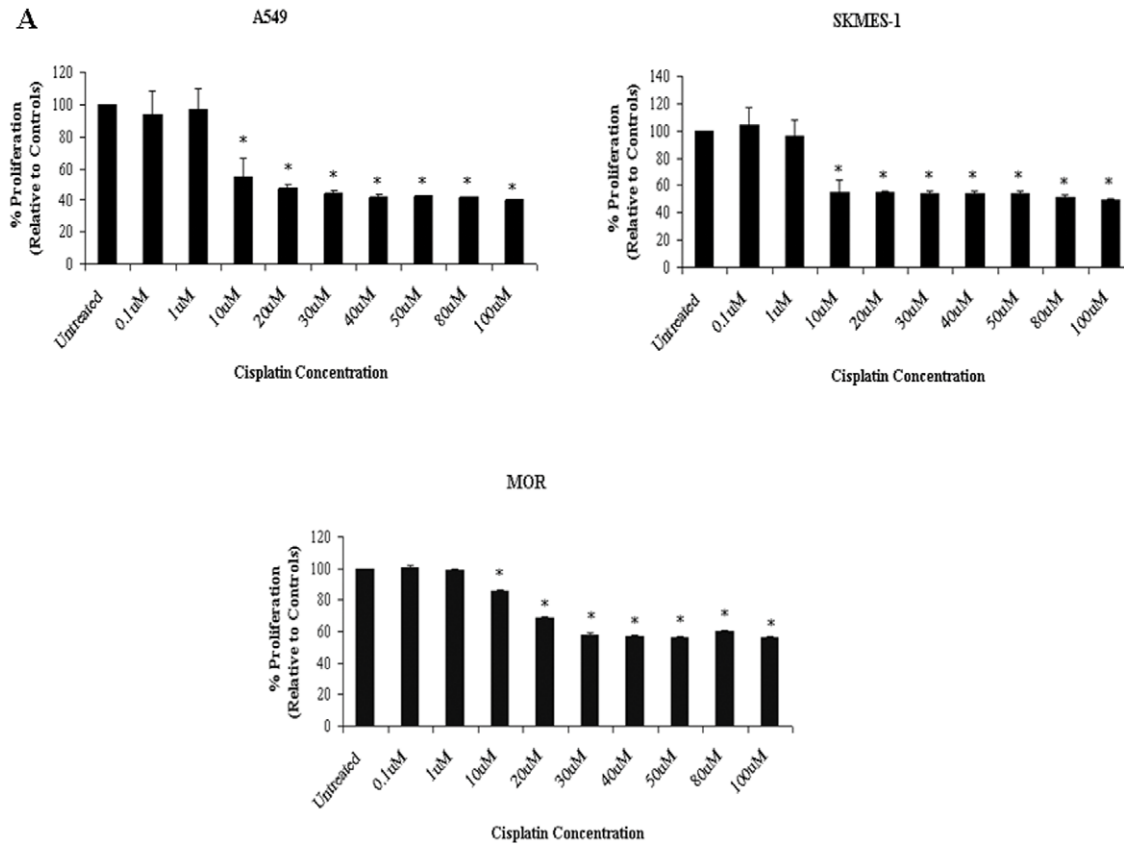 A
A549
% Proliferation
(Relative to Controls)
120
100
80
60
40
20
0
* * * * * * *
Untreated 0.1uM 1uM 10uM 20uM 30uM 40uM 50uM 80uM 100uM
Cisplatin Concentration
SKMES-1
% Proliferation
(Relative to Controls)
140
120
100
80
60
40
20
0
* * * * * * *
Untreated 0.1uM 1uM 10uM 20uM 30uM 40uM 50uM 80uM 100uM
Cisplatin Concentration
MOR
% Proliferation
(Relative to Controls)
120
100
80
60
40
20
0
* * * * * * *
Untreated 0.1uM 1uM 10uM 20uM 30uM 40uM 50uM 80uM 100uM
Cisplatin Concentration